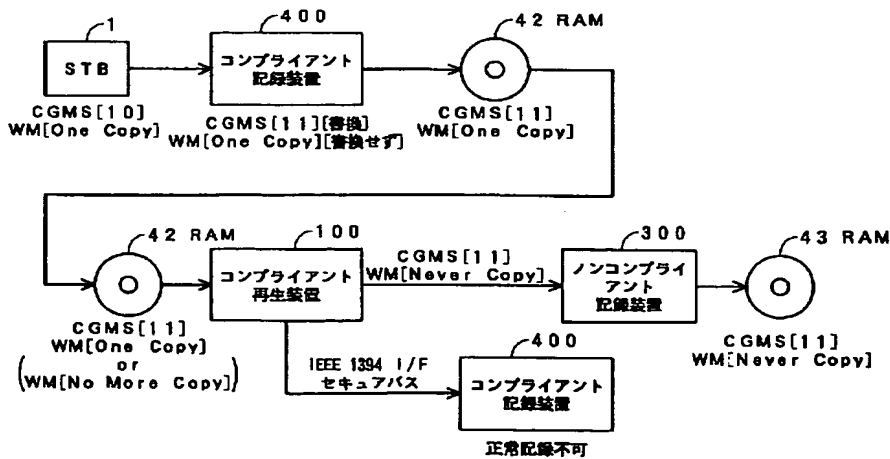 1
STB
CGMS[10]
WM[One Copy]
400
コンプライアント
記録装置
CGMS[11][書換]
WM[One Copy][書換せず]
42 RAM
CGMS[11]
WM[One Copy]
42 RAM
CGMS[11]
WM[One Copy]
or
(WM[No More Copy])
100
コンプライアント
再生装置
CGMS[11]
WM[Never Copy]
300
ノンコンプライ
アント
記録装置
43 RAM
CGMS[11]
WM[Never Copy]
IEEE 1394 I/F
セキュアバス
400
コンプライアント
記録装置
正常記録不可